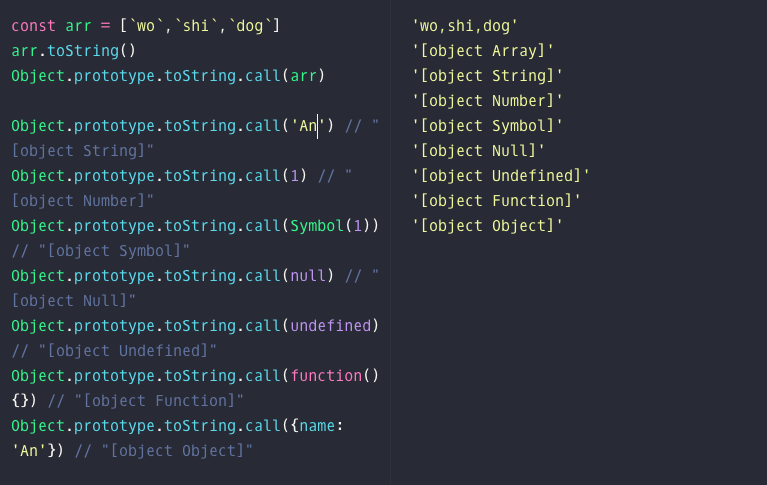 const arr = [`wo`,`shi`,`dog`]
arr.toString()
Object.prototype.toString.call(arr)
Object.prototype.toString.call('An') // "
[object String]"
Object.prototype.toString.call(1) // "
[object Number]"
Object.prototype.toString.call(Symbol(1))
// "[object Symbol]"
Object.prototype.toString.call(null) // "
[object Null]"
Object.prototype.toString.call(undefined)
// "[object Undefined]"
Object.prototype.toString.call(function()
{}) // "[object Function]"
Object.prototype.toString.call({name:
'An'}) // "[object Object]"
'wo,shi,dog'
'[object Array]'
'[object String]'
'[object Number]'
'[object Symbol]'
'[object Null]'
'[object Undefined]'
'[object Function]'
'[object Object]'